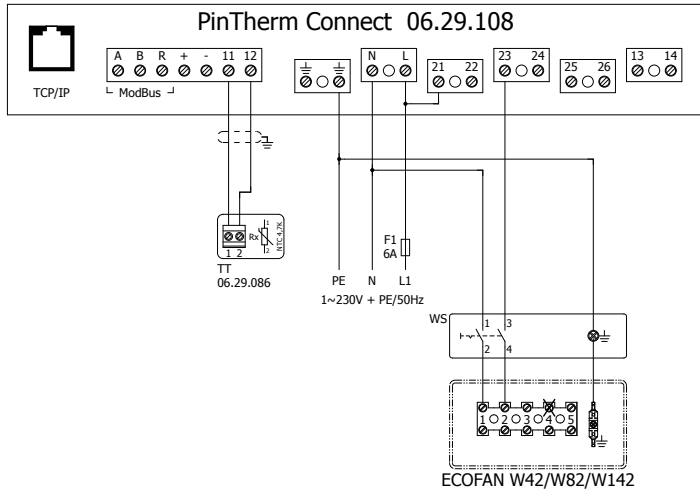 PinTherm Connect 06.29.108
TCP/IP
A B R + - 11 12
ModBus
N L
21 22
23 24
25 26
13 14
Rx
1
2
NTC 4,7K
1 2
TT
06.29.086
F1
6A
PE N L1
1~230V + PE/50Hz
WS
1 3
2 4
1 2 3 4 5
ECOFAN W42/W82/W142